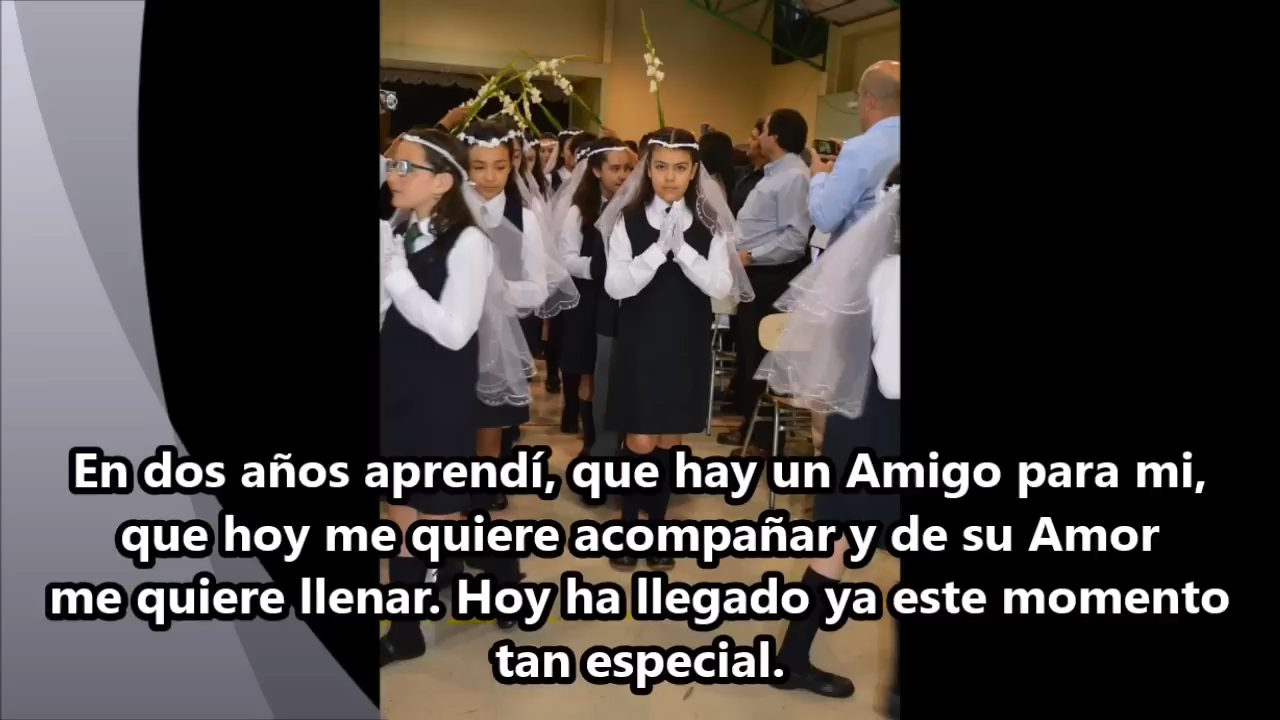 En dos años aprendí, que hay un Amigo para mi,
que hoy me quiere acompañar y de su Amor
me quiere llenar. Hoy ha llegado ya este momento
tan especial.